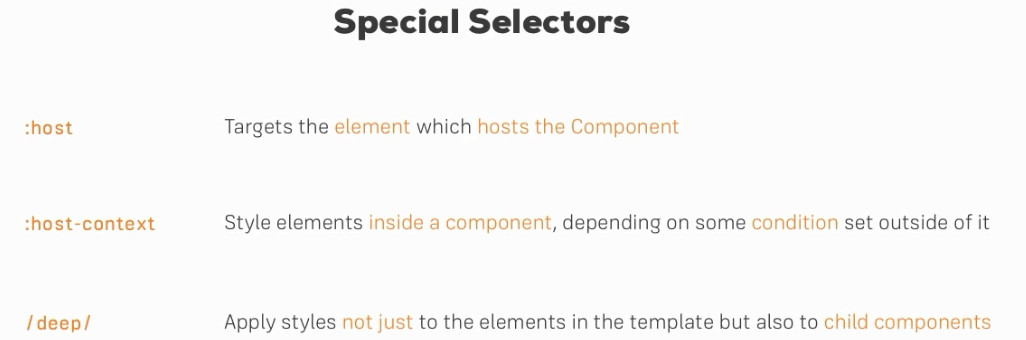 Special Selectors
:host Targets the element which hosts the Component
:host-context Style elements inside a component, depending on some condition set outside of it
/deep/ Apply styles not just to the elements in the template but also to child components